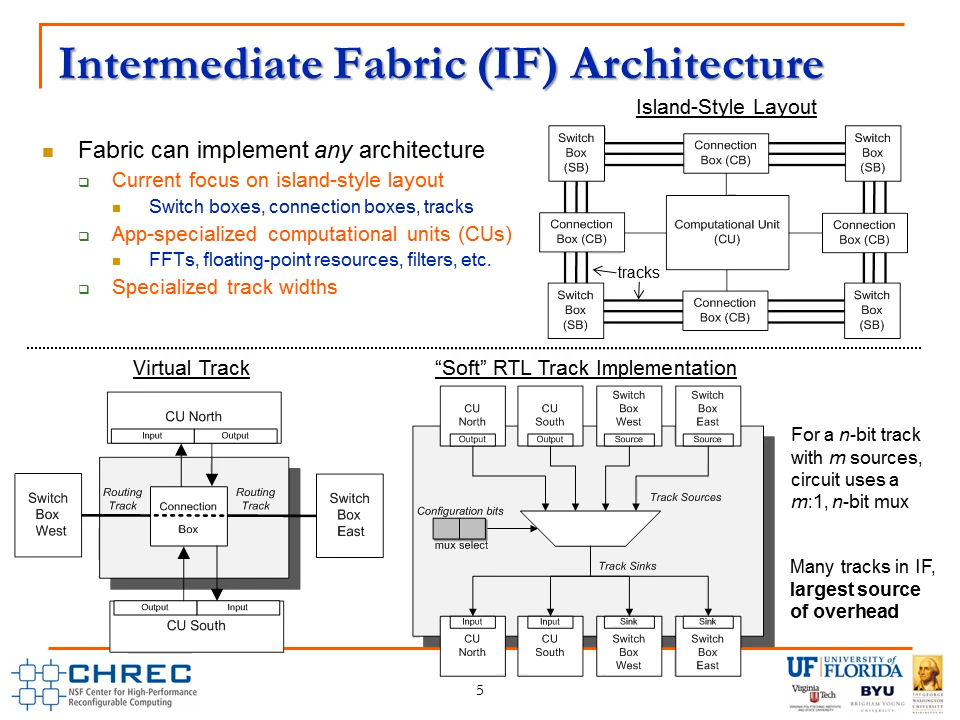 Intermediate Fabric (IF) Architecture
Fabric can implement any architecture
Current focus on island-style layout
Switch boxes, connection boxes, tracks
App-specialized computational units (CUs)
FFTs, floating-point resources, filters, etc.
Specialized track widths
Island-Style Layout
Switch
Box
(SB)
Connection
Box (CB)
Switch
Box
(SB)
Connection
Box (CB)
Computational Unit
(CU)
Connection
Box (CB)
tracks
Switch
Box
(SB)
Connection
Box (CB)
Switch
Box
(SB)
Virtual Track
CU North
Input
Output
Switch
Box
West
Routing
Track
Connection
Box
Routing
Track
Switch
Box
East
Output
Input
CU South
“Soft” RTL Track Implementation
CU
North
Output
CU
South
Output
Switch
Box
West
Source
Switch
Box
East
Source
Track Sources
Configuration bits
mux select
Track Sinks
Input
CU
North
Input
CU
South
Sink
Switch
Box
West
Sink
Switch
Box
East
For a n-bit track
with m sources,
circuit uses a
m:1, n-bit mux
Many tracks in IF,
largest source
of overhead
CHREC
NSF Center for High-Performance
Reconfigurable Computing
5
UF UNIVERSITY of
FLORIDA
Virginia
Tech
VIRGINIA POLYTECHNIC INSTITUTE
AND STATE UNIVERSITY
BYU
BRIGHAM YOUNG
UNIVERSITY
THE GEORGE
WASHINGTON
UNIVERSITY